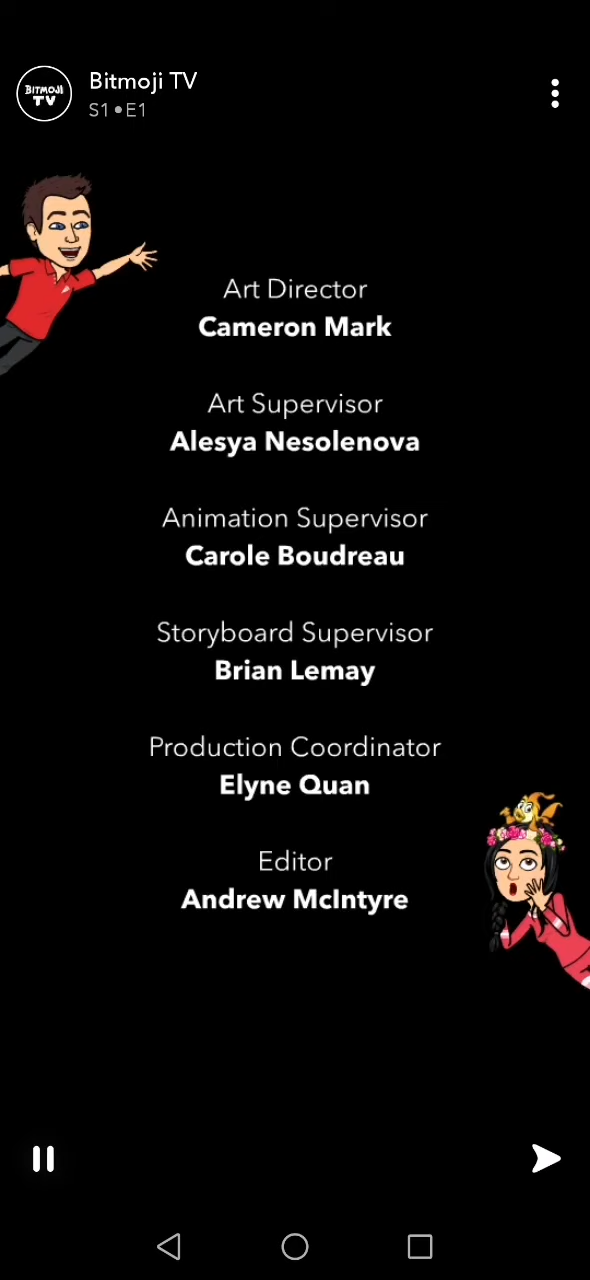 BITMOJI
TV
Bitmoji TV
S1•E1
Art Director
Cameron Mark
Art Supervisor
Alesya Nesolenova
Animation Supervisor
Carole Boudreau
Storyboard Supervisor
Brian Lemay
Production Coordinator
Elyne Quan
Editor
Andrew McIntyre